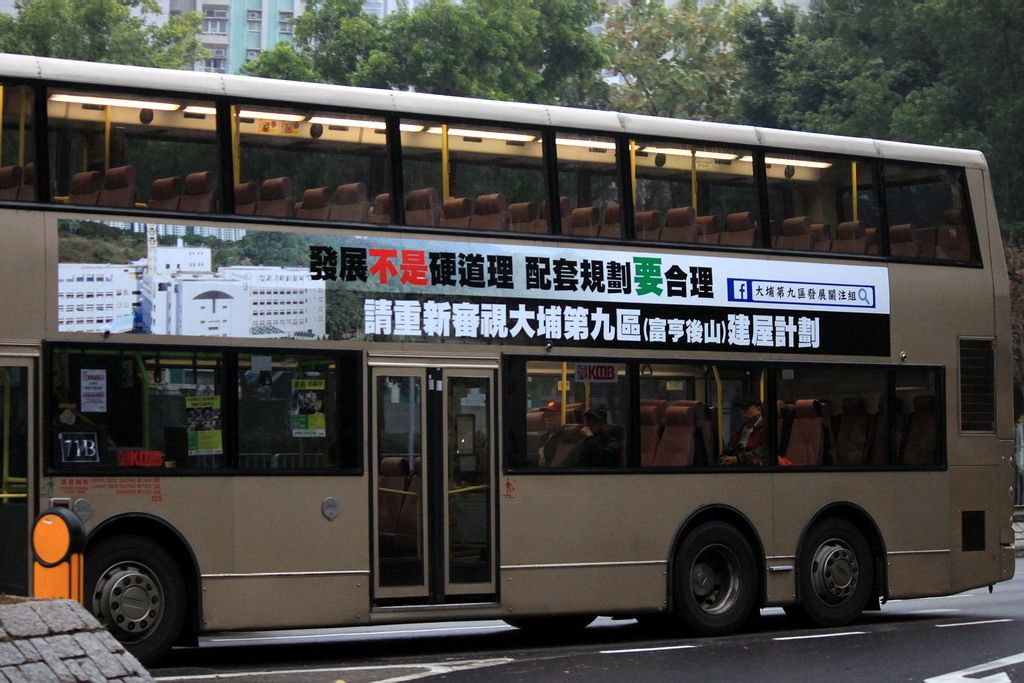 發展不是硬道理 配套規劃要合理
f 大埔第九區發展關注組
請重新審視大埔第九區(富亨後山)建屋計劃
KMB
71B
KMB